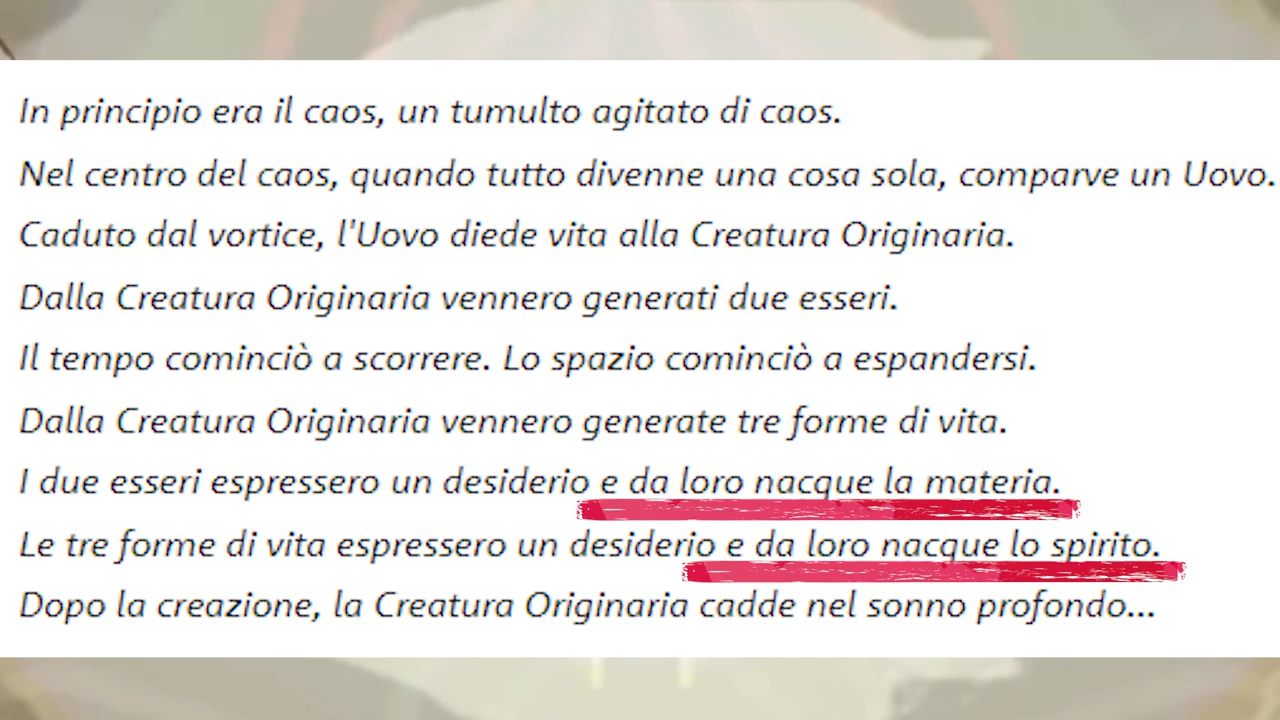 In principio era il caos, un tumulto agitato di caos.
Nel centro del caos, quando tutto divenne una cosa sola, comparve un Uovo.
Caduto dal vortice, l'Uovo diede vita alla Creatura Originaria.
Dalla Creatura Originaria vennero generati due esseri.
Il tempo cominciò a scorrere. Lo spazio cominciò a espandersi.
Dalla Creatura Originaria vennero generate tre forme di vita.
I due esseri espressero un desiderio e da loro nacque la materia.
Le tre forme di vita espressero un desiderio e da loro nacque lo spirito.
Dopo la creazione, la Creatura Originaria cadde nel sonno profondo...